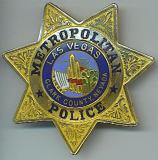 METROPOLITAN
LAS VEGAS
CLARK COUNTY, NEVADA
POLICE